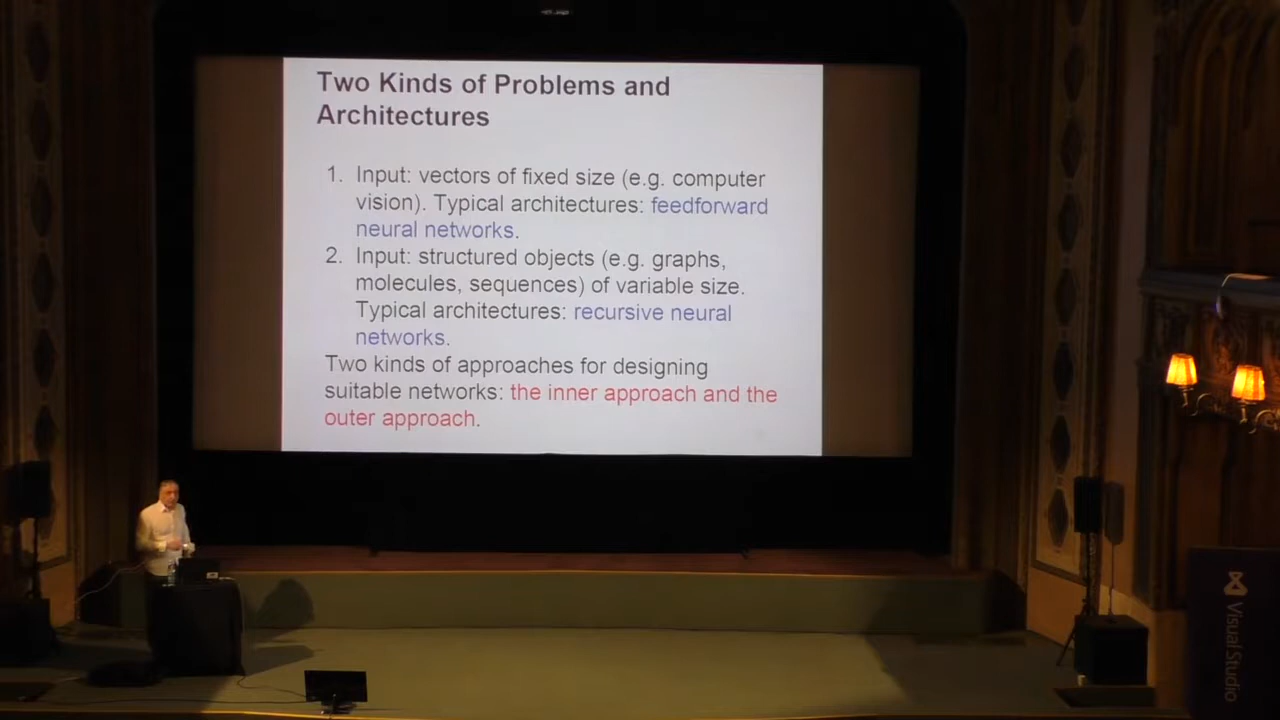 Two Kinds of Problems and
Architectures
1. Input: vectors of fixed size (e.g. computer
vision). Typical architectures: feedforward
neural networks.
2. Input: structured objects (e.g. graphs,
molecules, sequences) of variable size.
Typical architectures: recursive neural
networks.
Two kinds of approaches for designing
suitable networks: the inner approach and the
outer approach.
Visual Studio